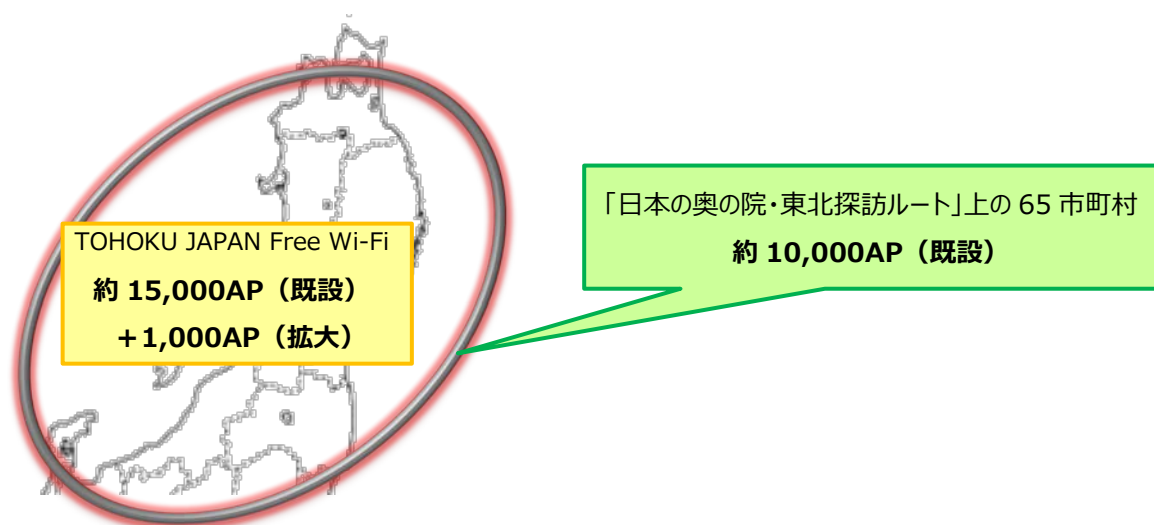 TOHOKU JAPAN Free Wi-Fi
約 15,000AP（既設）
＋1,000AP（拡大）
「日本の奥の院・東北探訪ルート」上の 65 市町村
約 10,000AP（既設）